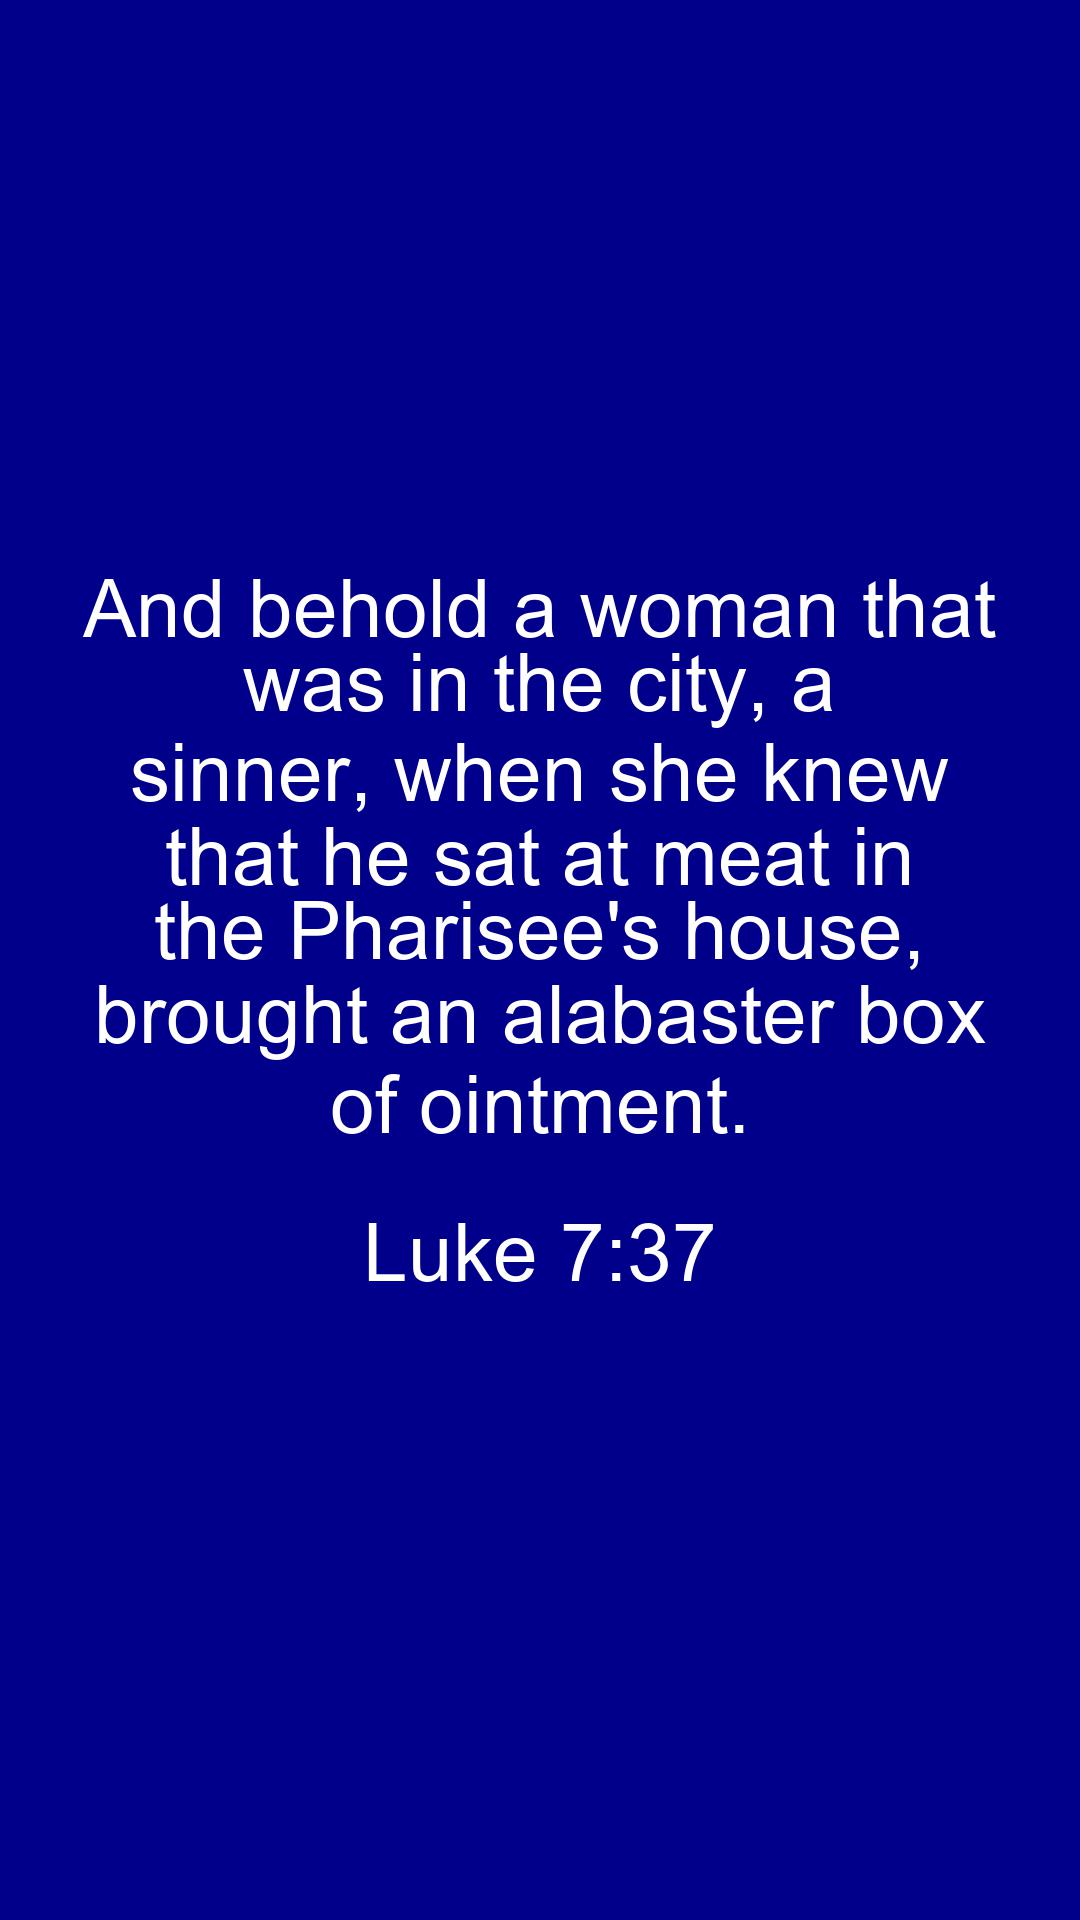 And behold a woman that
was in the city, a
sinner, when she knew
that he sat at meat in
the Pharisee's house,
brought an alabaster box
of ointment.
Luke 7:37